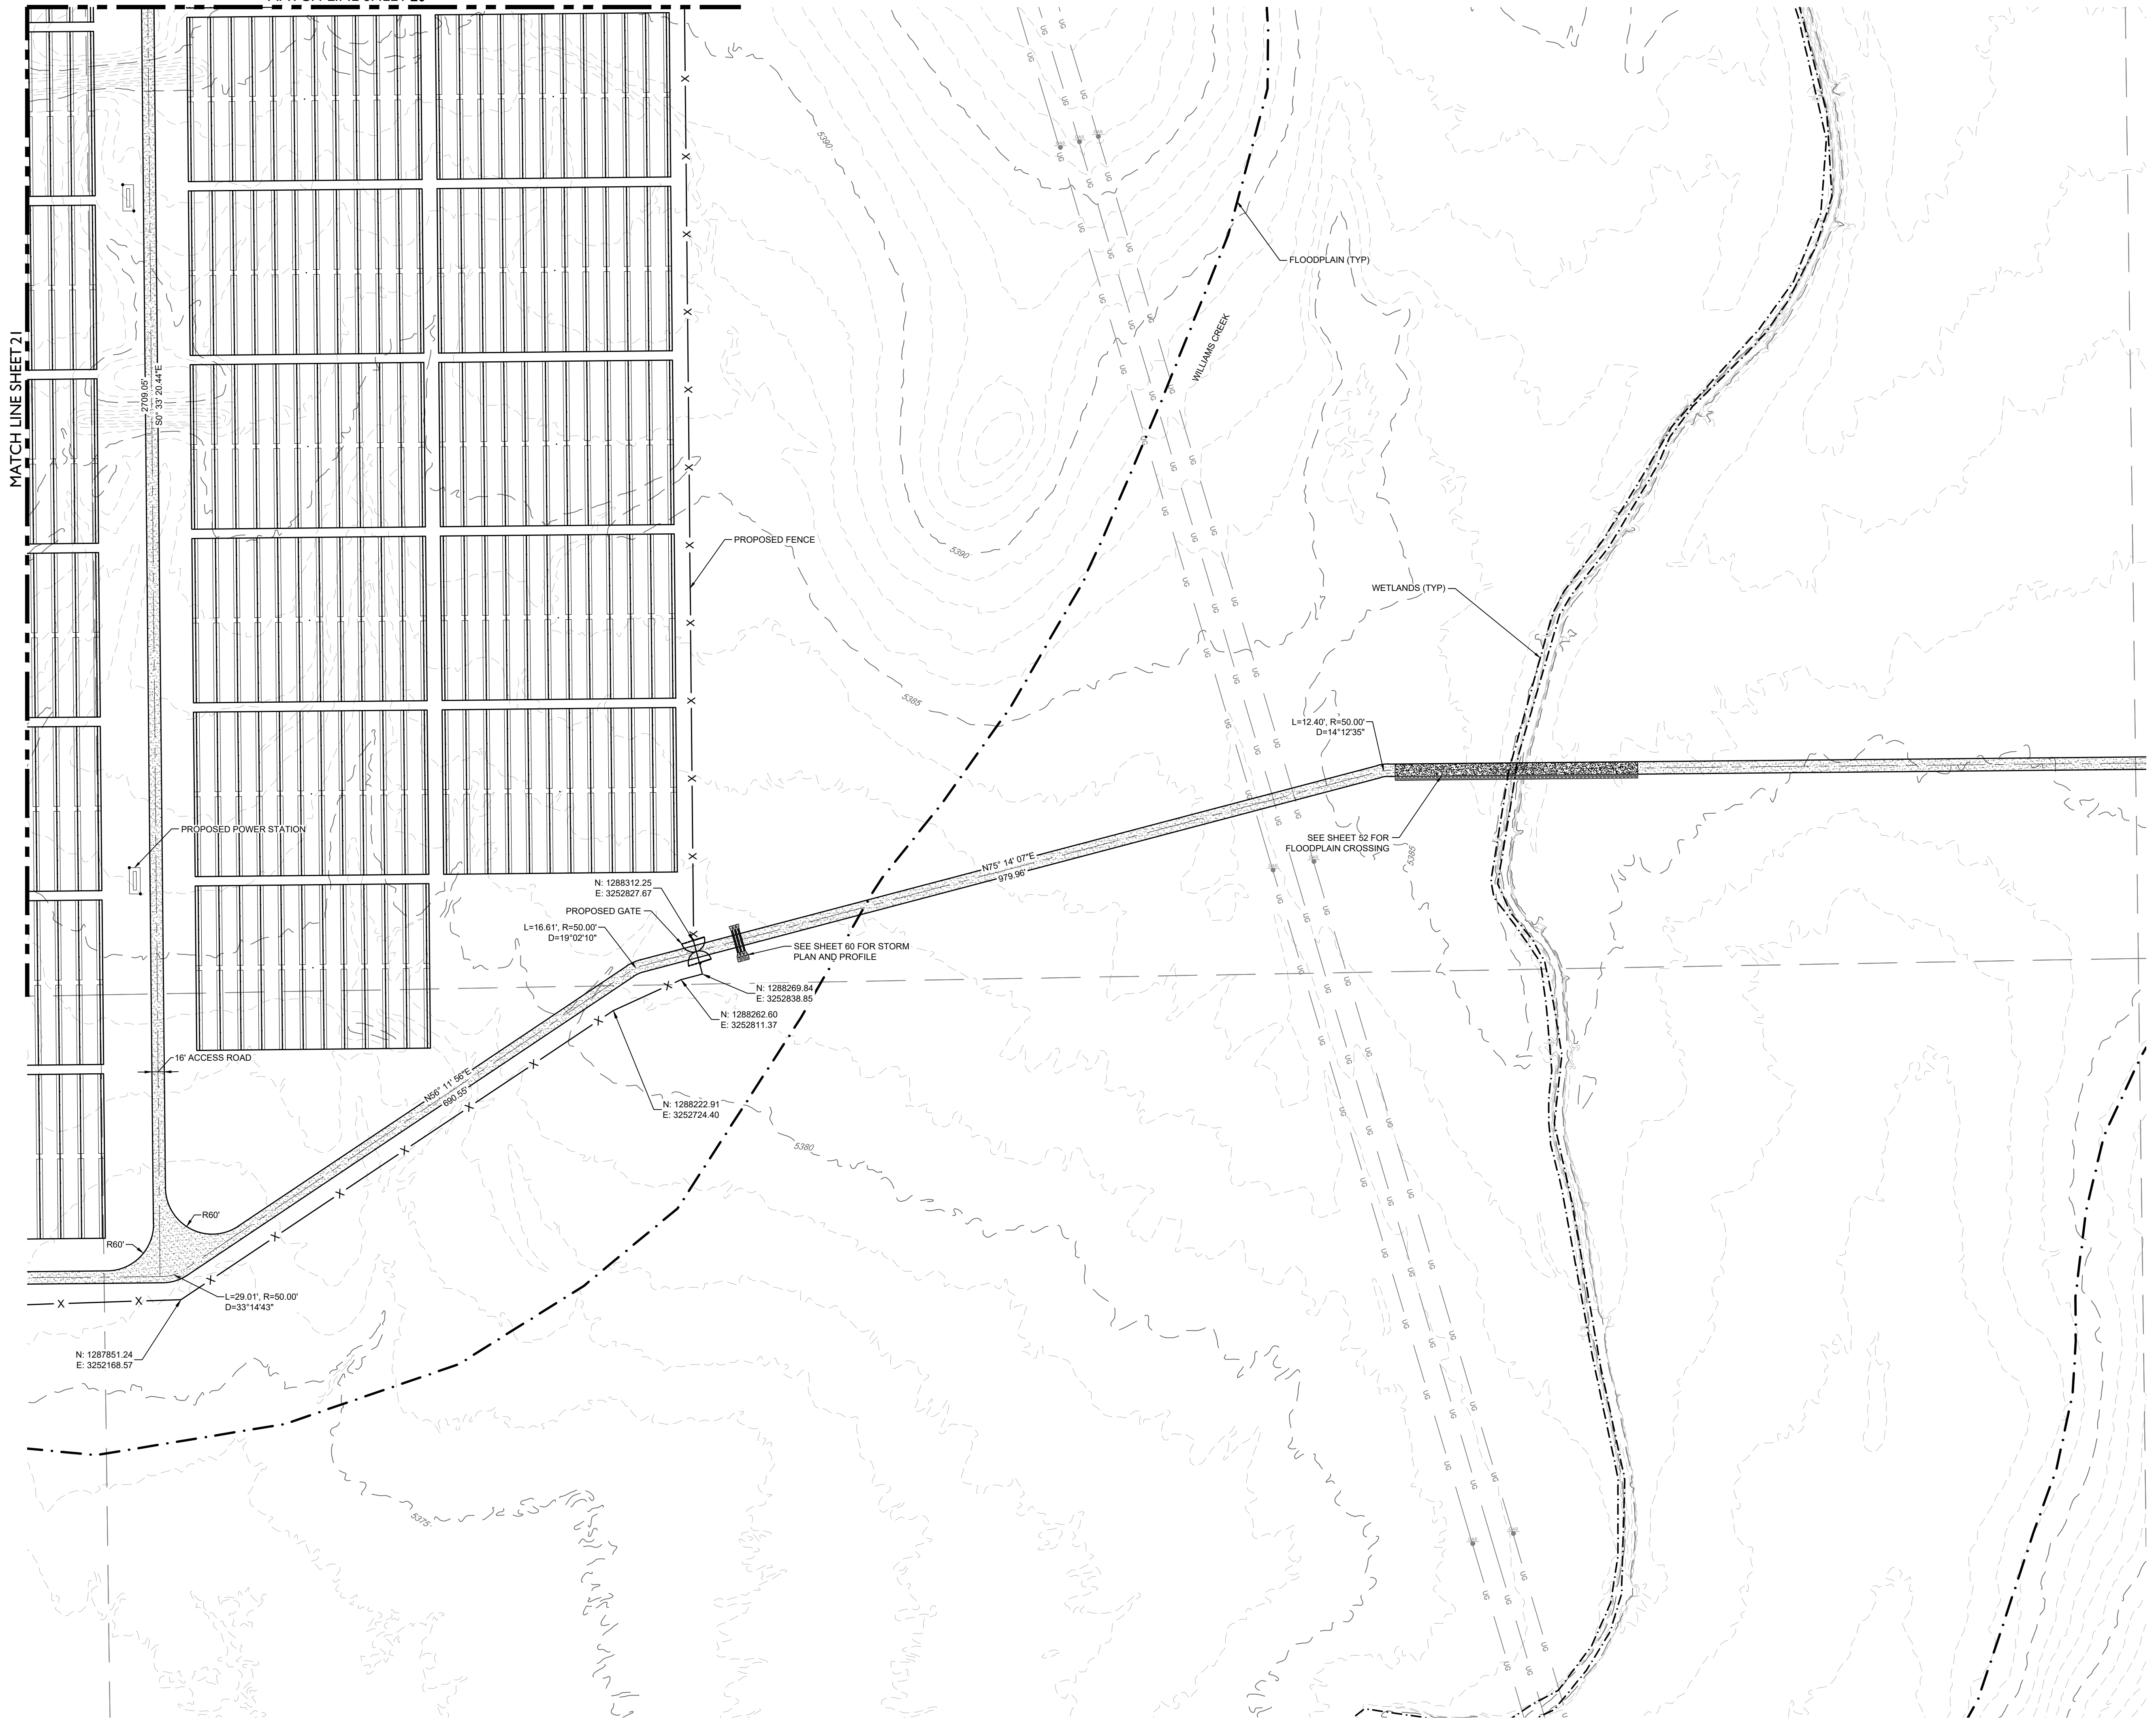 MATCH LINE SHEET 21
2709.05'
S0° 33' 20.44"E
5390
FLOODPLAIN (TYP)
WILLIAMS CREEK
PROPOSED FENCE
5390
WETLANDS (TYP)
5385
L=12.40', R=50.00'
D=14°12'35"
PROPOSED POWER STATION
SEE SHEET 52 FOR
FLOODPLAIN CROSSING
5385
N75° 14' 07"E
979.96'
N: 1288312.25
E: 3252827.67
PROPOSED GATE
L=16.61', R=50.00'
D=19°02'10"
SEE SHEET 60 FOR STORM
PLAN AND PROFILE
N: 1288269.84
E: 3252838.85
N: 1288262.60
E: 3252811.37
16' ACCESS ROAD
N56° 11' 56"E
690.55'
N: 1288222.91
E: 3252724.40
5380
R60'
R60'
L=29.01', R=50.00'
D=33°14'43"
N: 1287851.24
E: 3252168.57
5375